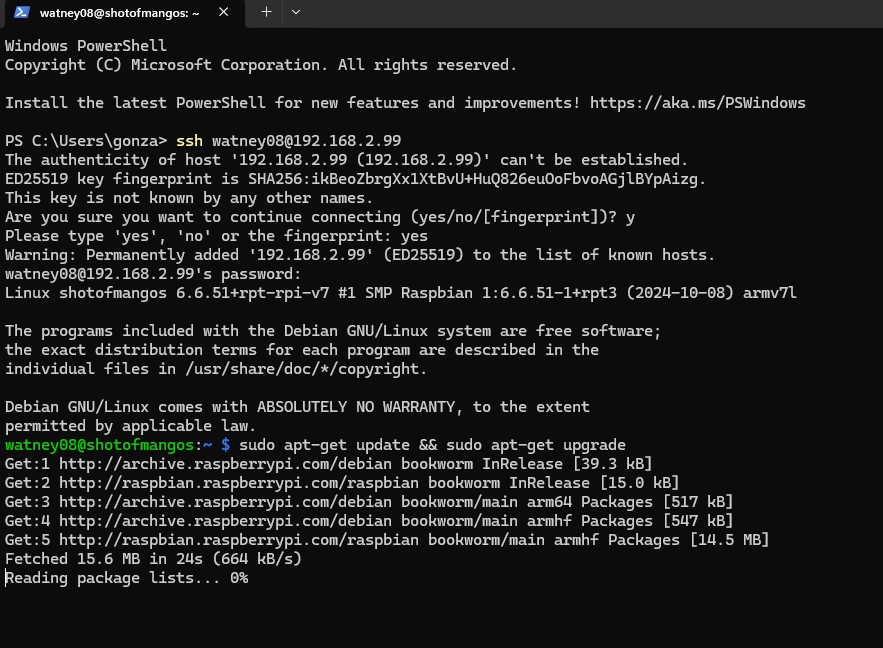 watney08@shotofmangos: ~
Windows PowerShell
Copyright (C) Microsoft Corporation. All rights reserved.
Install the latest PowerShell for new features and improvements! https://aka.ms/PSWindows
PS C:\Users\gonza> ssh watney08@192.168.2.99
The authenticity of host '192.168.2.99 (192.168.2.99)' can't be established.
ED25519 key fingerprint is SHA256:ikBeoZbrgXx1XtBvU+HuQ826euOoFbvoAGjlBYpAizg.
This key is not known by any other names.
Are you sure you want to continue connecting (yes/no/[fingerprint])? y
Please type 'yes', 'no' or the fingerprint: yes
Warning: Permanently added '192.168.2.99' (ED25519) to the list of known hosts.
watney08@192.168.2.99's password:
Linux shotofmangos 6.6.51+rpt-rpi-v7 #1 SMP Raspbian 1:6.6.51-1+rpt3 (2024-10-08) armv7l
The programs included with the Debian GNU/Linux system are free software;
the exact distribution terms for each program are described in the
individual files in /usr/share/doc/*/copyright.
Debian GNU/Linux comes with ABSOLUTELY NO WARRANTY, to the extent
permitted by applicable law.
watney08@shotofmangos:~ $ sudo apt-get update && sudo apt-get upgrade
Get:1 http://archive.raspberrypi.com/debian bookworm InRelease [39.3 kB]
Get:2 http://raspbian.raspberrypi.com/raspbian bookworm InRelease [15.0 kB]
Get:3 http://archive.raspberrypi.com/debian bookworm/main arm64 Packages [517 kB]
Get:4 http://archive.raspberrypi.com/debian bookworm/main armhf Packages [547 kB]
Get:5 http://raspbian.raspberrypi.com/raspbian bookworm/main armhf Packages [14.5 MB]
Fetched 15.6 MB in 24s (664 kB/s)
Reading package lists... 0%